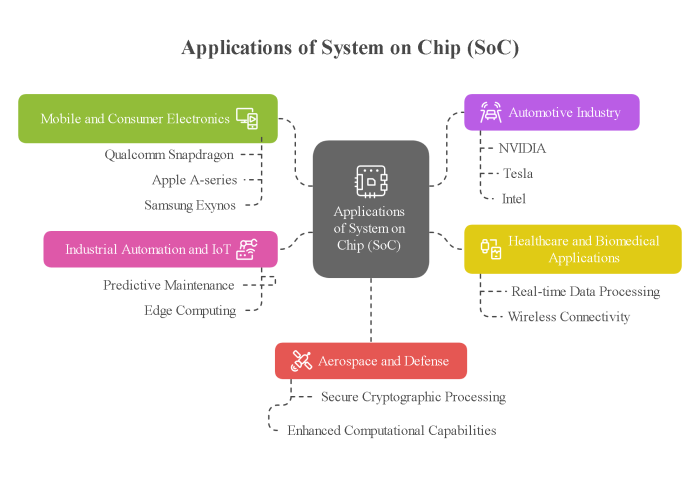 Applications of System on Chip (SoC)
Mobile and Consumer Electronics
Qualcomm Snapdragon
Apple A-series
Samsung Exynos
Industrial Automation and IoT
Predictive Maintenance
Edge Computing
Applications
of System on
Chip (SoC)
Automotive Industry
NVIDIA
Tesla
Intel
Healthcare and Biomedical
Applications
Real-time Data Processing
Wireless Connectivity
Aerospace and Defense
Secure Cryptographic Processing
Enhanced Computational Capabilities